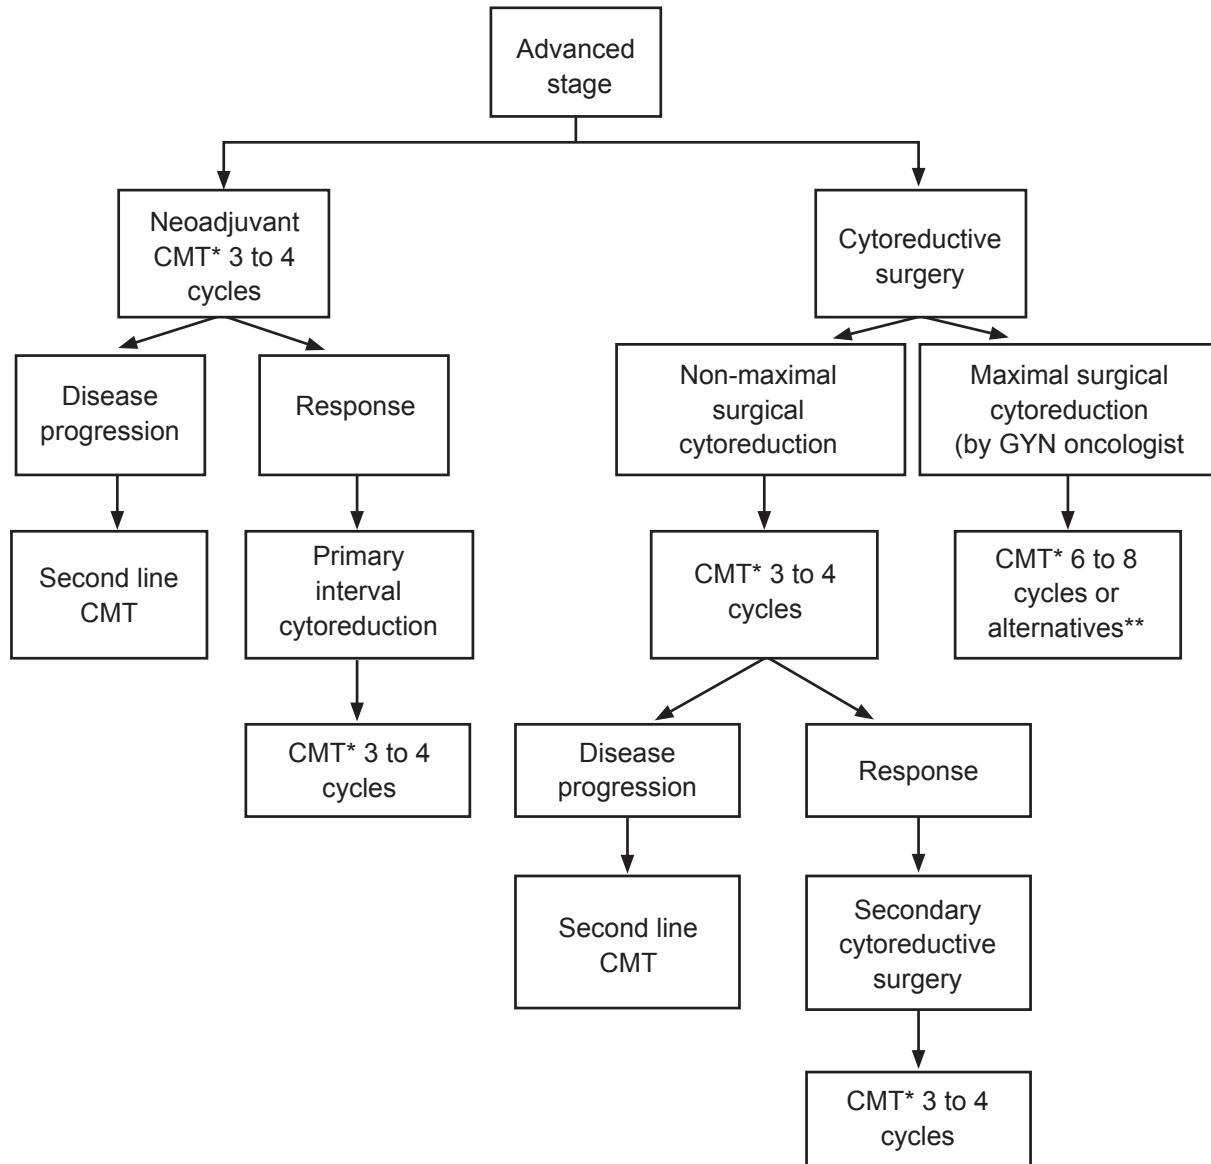 Advanced
stage
Neoadjuvant
CMT* 3 to 4
cycles
Cytoreductive
surgery
Disease
progression
Response
Non-maximal
surgical
cytoreduction
Maximal surgical
cytoreduction
(by GYN oncologist
Second line
CMT
Primary
interval
cytoreduction
CMT* 3 to 4
cycles
CMT* 6 to 8
cycles or
alternatives**
CMT* 3 to 4
cycles
Disease
progression
Response
Second line
CMT
Secondary
cytoreductive
surgery
CMT* 3 to 4
cycles